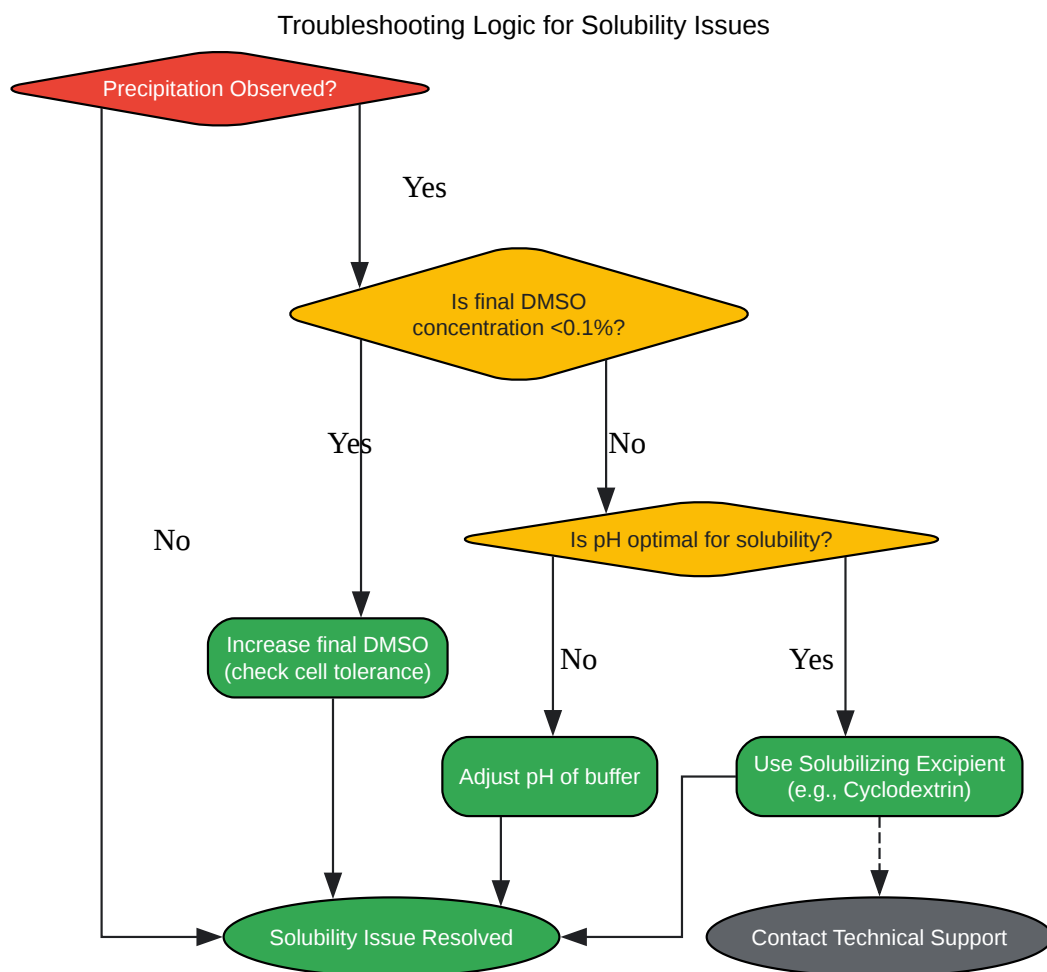 Troubleshooting Logic for Solubility Issues
Precipitation Observed?
Yes
Is final DMSO
concentration <0.1%?
Yes
No
Is pH optimal for solubility?
No
Increase final DMSO
(check cell tolerance)
No
Yes
Adjust pH of buffer
Use Solubilizing Excipient
(e.g., Cyclodextrin)
Solubility Issue Resolved
Contact Technical Support